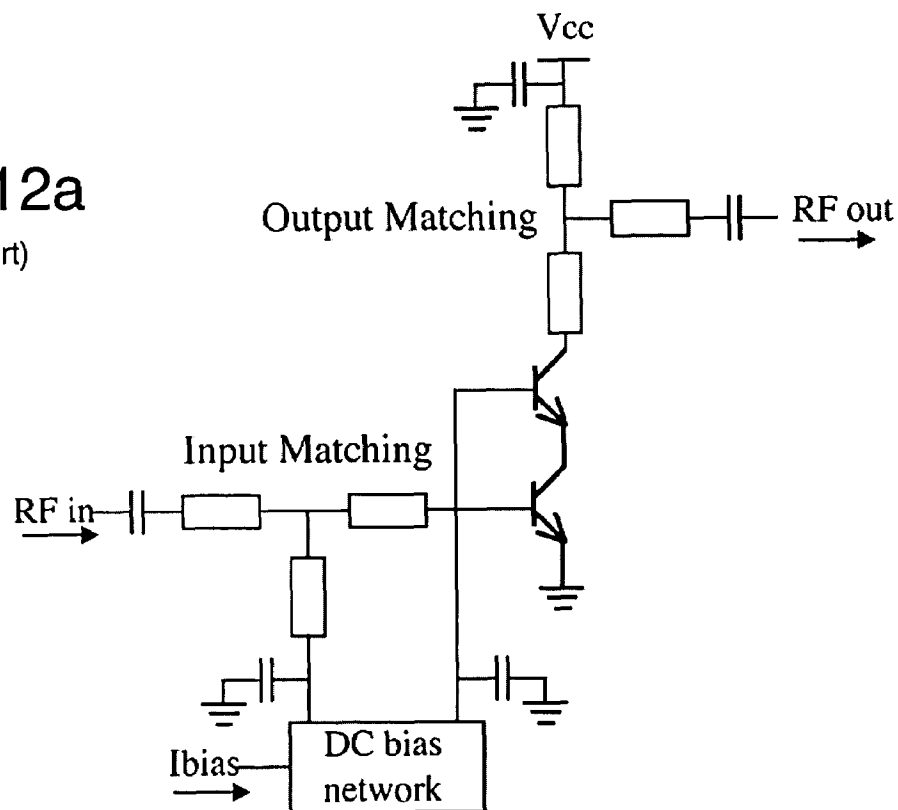 Vcc
12a
rt)
Output Matching
RF out
Input Matching
RF in
Ibias
DC bias
network